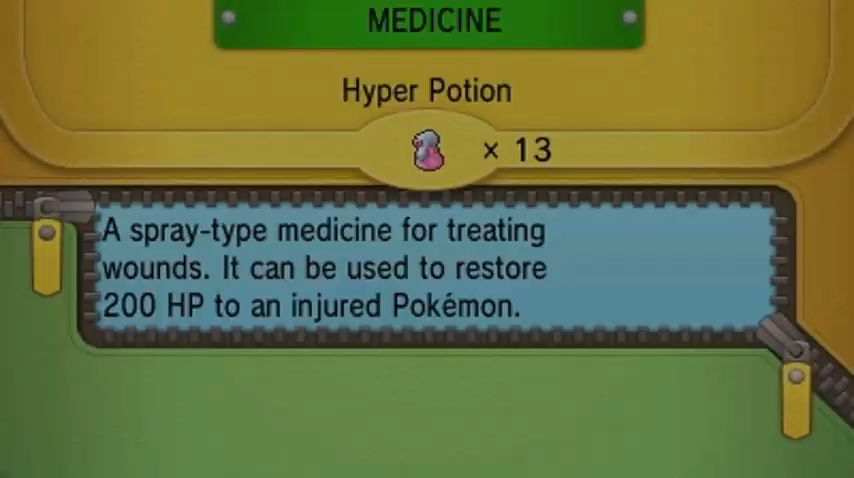 MEDICINE
Hyper Potion
× 13
A spray-type medicine for treating
wounds. It can be used to restore
200 HP to an injured Pokémon.